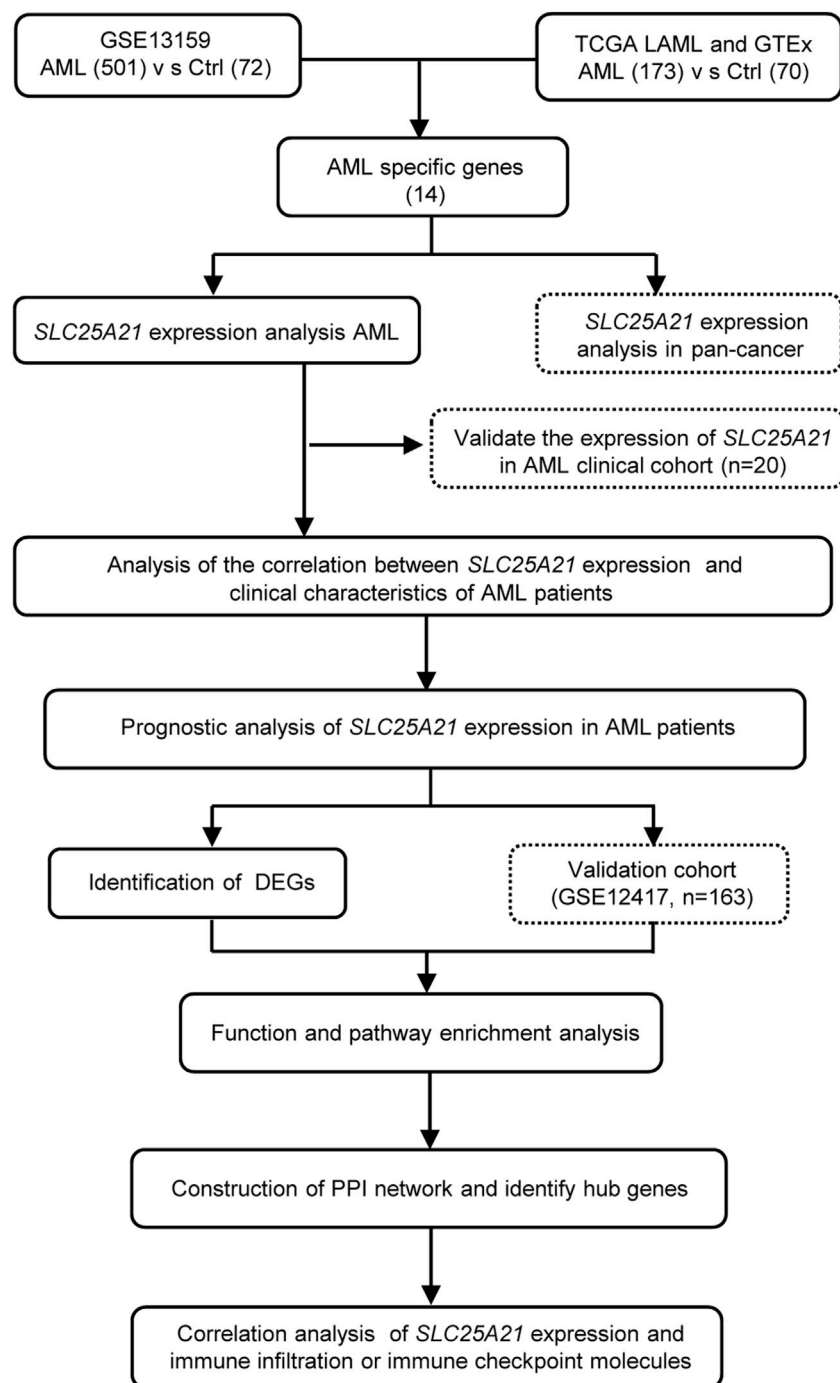 GSE13159
AML (501) v s Ctrl (72)
TCGA LAML and GTEx
AML (173) v s Ctrl (70)
AML specific genes
(14)
SLC25A21 expression analysis AML
SLC25A21 expression
analysis in pan-cancer
Validate the expression of SLC25A21
in AML clinical cohort (n=20)
Analysis of the correlation between SLC25A21 expression and
clinical characteristics of AML patients
Prognostic analysis of SLC25A21 expression in AML patients
Identification of DEGs
Validation cohort
(GSE12417, n=163)
Function and pathway enrichment analysis
Construction of PPI network and identify hub genes
Correlation analysis of SLC25A21 expression and
immune infiltration or immune checkpoint molecules